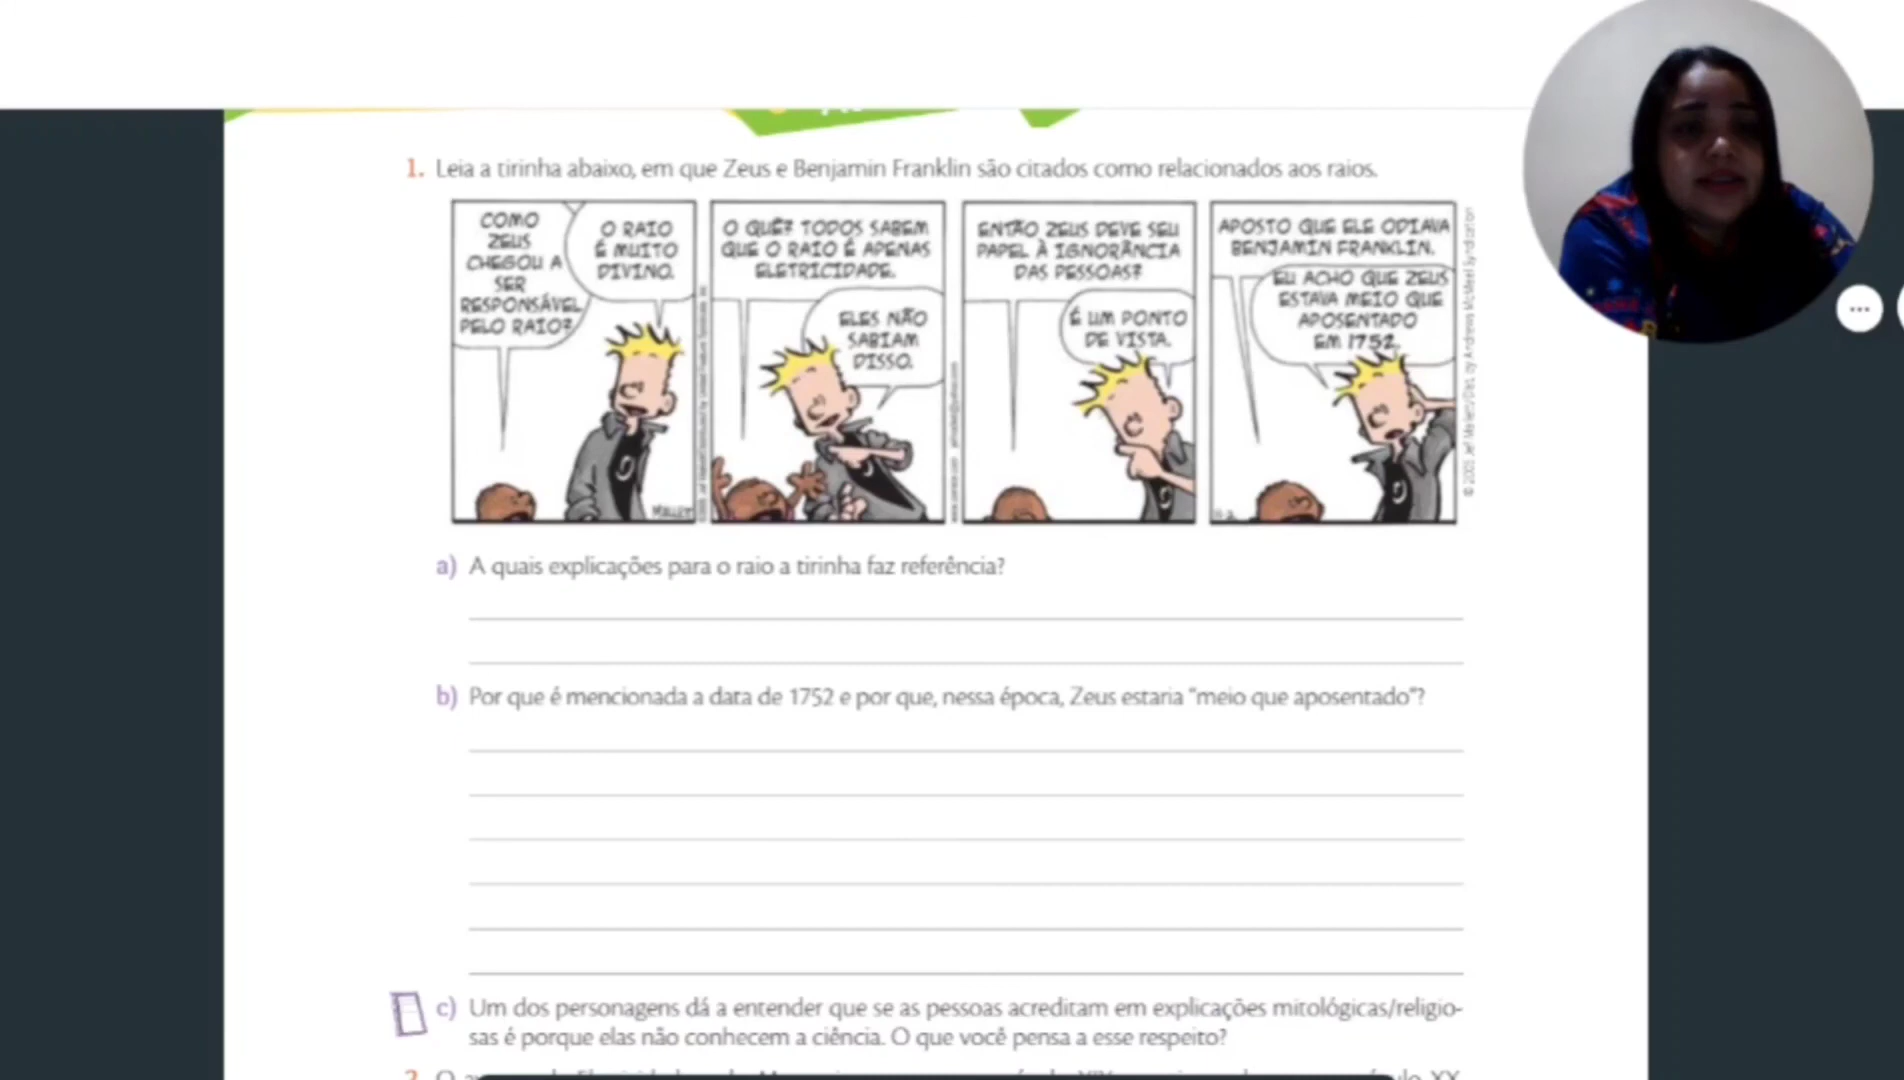 1. Leia a tirinha abaixo, em que Zeus e Benjamin Franklin são citados como relacionados aos raios.
COMO
ZEUS
CHEGOU A
SER
RESPONSÁVEL
PELO RAIO?
O RAIO
É MUITO
DIVINO.
MALLET
O QUÊ? TODOS SABEM
QUE O RAIO É APENAS
ELETRICIDADE.
ELES NÃO
SABIAM
DISSO.
ENTÃO ZEUS DEVE SEU
PAPEL À IGNORÂNCIA
DAS PESSOAS?
É UM PONTO
DE VISTA.
APOSTO QUE ELE ODIAVA
BENJAMIN FRANKLIN.
EU ACHO QUE ZEUS
ESTAVA MEIO QUE
APOSENTADO
EM 1752.
a) A quais explicações para o raio a tirinha faz referência?
b) Por que é mencionada a data de 1752 e por que, nessa época, Zeus estaria "meio que aposentado"?
c) Um dos personagens dá a entender que se as pessoas acreditam em explicações mitológicas/religio-
sas é porque elas não conhecem a ciência. O que você pensa a esse respeito?